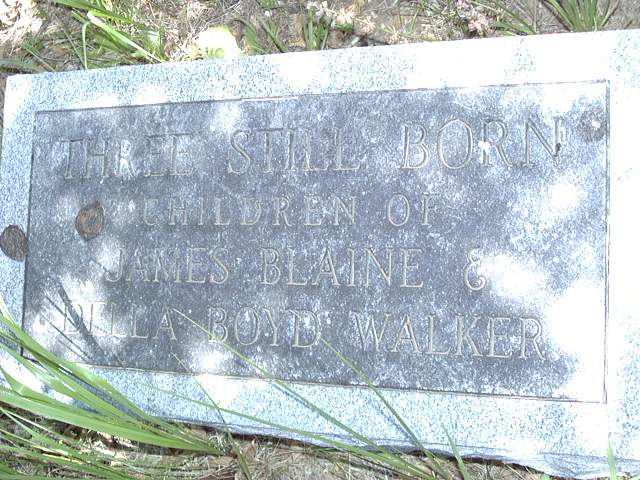 THREE STILL BORN
CHILDREN OF
JAMES BLAINE &
DELLA BOYD WALKER